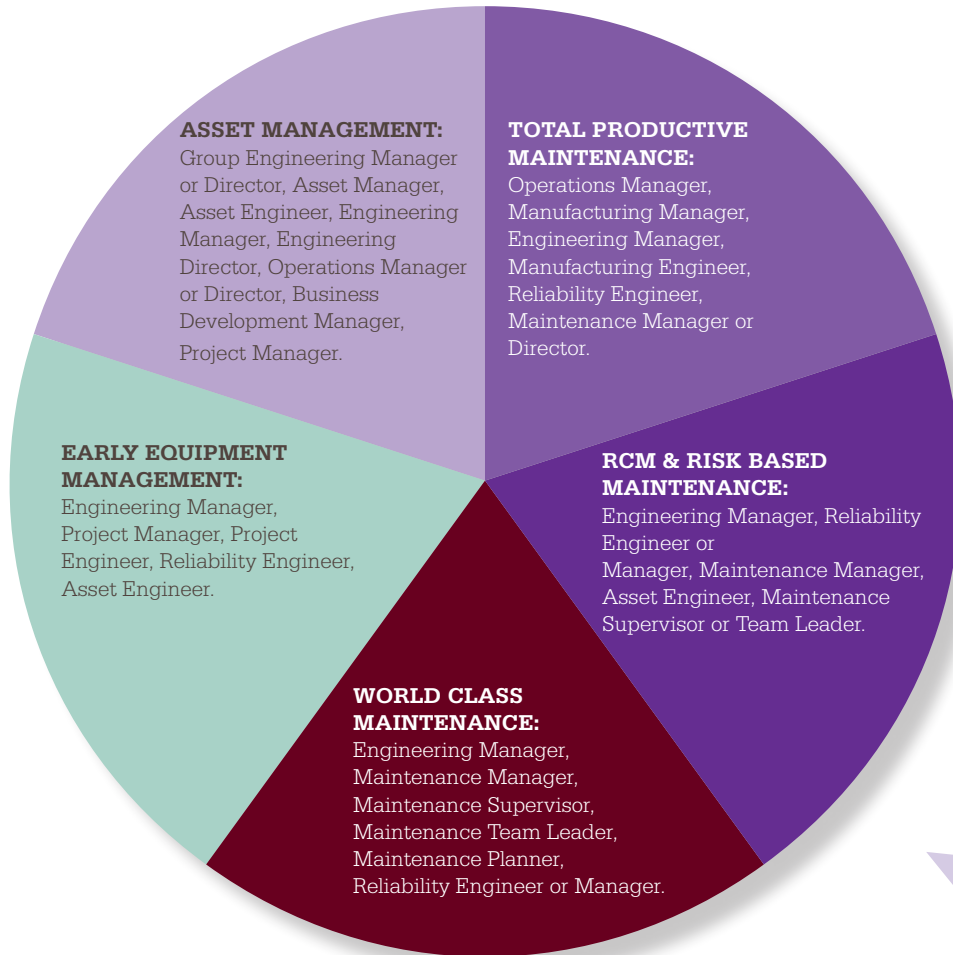 ASSET MANAGEMENT:
Group Engineering Manager
or Director, Asset Manager,
Asset Engineer, Engineering
Manager, Engineering
Director, Operations Manager
or Director, Business
Development Manager,
Project Manager.
TOTAL PRODUCTIVE
MAINTENANCE:
Operations Manager,
Manufacturing Manager,
Engineering Manager,
Manufacturing Engineer,
Reliability Engineer,
Maintenance Manager or
Director.
EARLY EQUIPMENT
MANAGEMENT:
Engineering Manager,
Project Manager, Project
Engineer, Reliability Engineer,
Asset Engineer.
RCM & RISK BASED
MAINTENANCE:
Engineering Manager, Reliability
Engineer or
Manager, Maintenance Manager,
Asset Engineer, Maintenance
Supervisor or Team Leader.
WORLD CLASS
MAINTENANCE:
Engineering Manager,
Maintenance Manager,
Maintenance Supervisor,
Maintenance Team Leader,
Maintenance Planner,
Reliability Engineer or Manager.